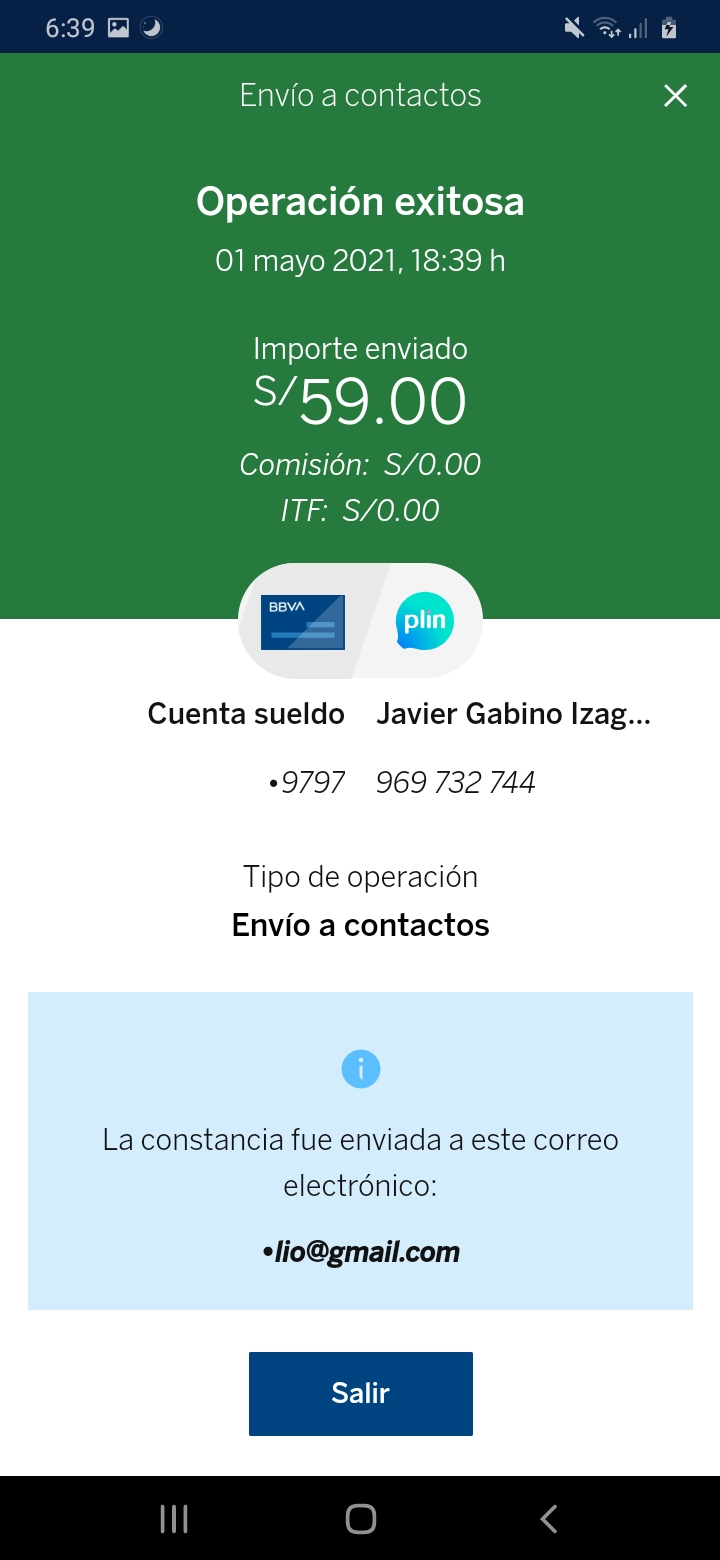 6:39
Envío a contactos
Operación exitosa
01 mayo 2021, 18:39 h
Importe enviado
S/59.00
Comisión: S/0.00
ITF: S/0.00
BBVA
plin
Cuenta sueldo Javier Gabino Izag...
•9797 969 732 744
Tipo de operación
Envío a contactos
La constancia fue enviada a este correo
electrónico:
•lio@gmail.com
Salir